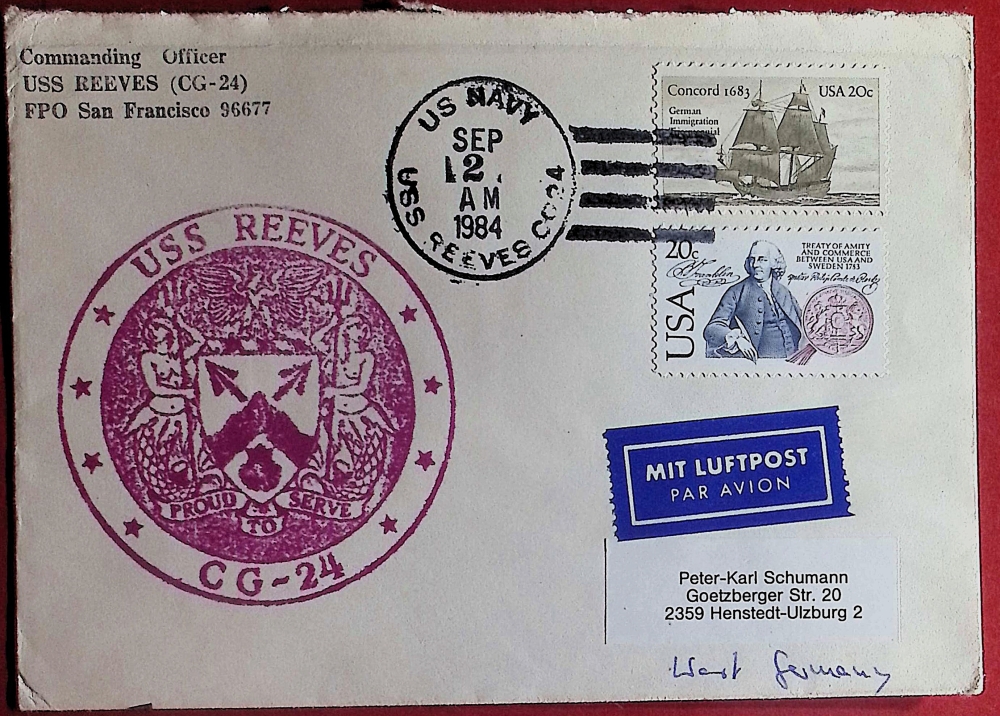 Commanding Officer
USS REEVES (CG-24)
FPO San Francisco 96677
US NAVY
SEP
12
AM
1984
USS REEVES CG24
Concord 1683 USA 20c
German
Immigration
20c
TREATY OF AMITY
AND COMMERCE
BETWEEN USA AND
SWEDEN 1783
B Franklin
USA
USS REEVES
PROUD TO SERVE
CG-24
MIT LUFTPOST
PAR AVION
Peter-Karl Schumann
Goetzberger Str. 20
2359 Henstedt-Ulzburg 2
West Germany